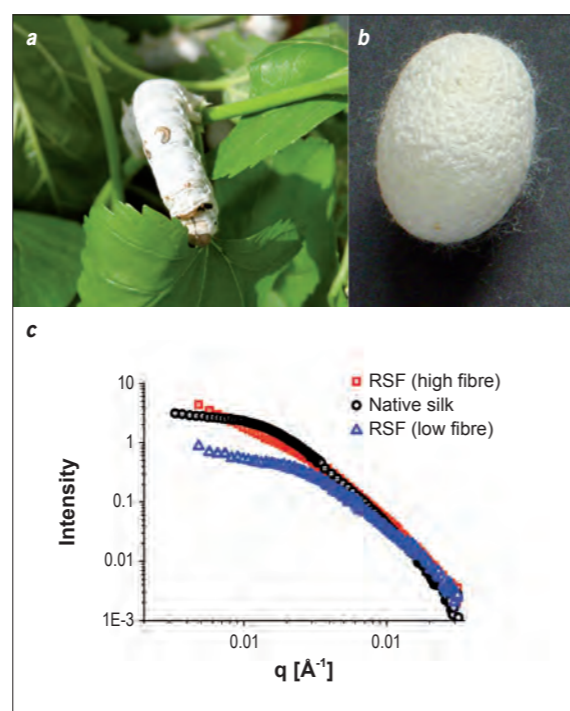 a
b
c
RSF (high fibre)
Native silk
RSF (low fibre)
10
1
0.1
0.01
1E-3
Intensity
0.01
0.01
q [Å⁻¹]